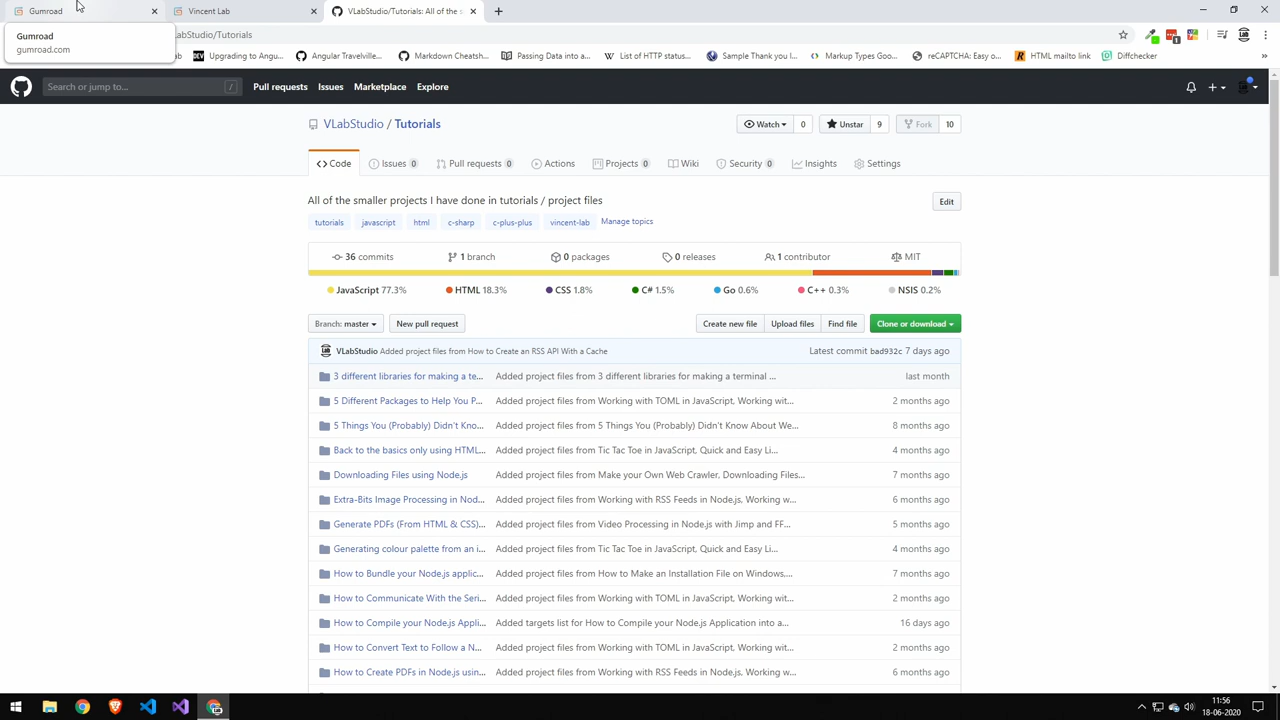 Gumroad
Vincent Lab
VLabStudio/Tutorials: All of the s
Gumroad
gumroad.com
LabStudio/Tutorials
Upgrading to Angu...
Angular Travelville...
Markdown Cheatsh...
Passing Data into a...
List of HTTP status...
Sample Thank you l...
Markup Types Goo...
reCAPTCHA: Easy o...
HTML mailto link
Diffchecker
Search or jump to...
/
Pull requests
Issues
Marketplace
Explore
VLabStudio / Tutorials
Watch 0
Unstar 9
Fork 10
Code
Issues 0
Pull requests 0
Actions
Projects 0
Wiki
Security 0
Insights
Settings
All of the smaller projects I have done in tutorials / project files
Edit
tutorials javascript html c-sharp c-plus-plus vincent-lab Manage topics
36 commits
1 branch
0 packages
0 releases
1 contributor
MIT
JavaScript 77.3% HTML 18.3% CSS 1.8% C# 1.5% Go 0.6% C++ 0.3% NSIS 0.2%
Branch: master
New pull request
Create new file
Upload files
Find file
Clone or download
VLabStudio Added project files from How to Create an RSS API With a Cache Latest commit bad932c 7 days ago
3 different libraries for making a te... Added project files from 3 different libraries for making a terminal ... last month
5 Different Packages to Help You P... Added project files from Working with TOML in JavaScript, Working wit... 2 months ago
5 Things You (Probably) Didn't Kno... Added project files from 5 Things You (Probably) Didn't Know About We... 8 months ago
Back to the basics only using HTML... Added project files from Tic Tac Toe in JavaScript, Quick and Easy Li... 4 months ago
Downloading Files using Node.js Added project files from Make your Own Web Crawler, Downloading Files... 7 months ago
Extra-Bits Image Processing in Nod... Added project files from Working with RSS Feeds in Node.js, Working w... 6 months ago
Generate PDFs (From HTML & CSS)... Added project files from Video Processing in Node.js with Jimp and FF... 5 months ago
Generating colour palette from an i... Added project files from Tic Tac Toe in JavaScript, Quick and Easy Li... 4 months ago
How to Bundle your Node.js applic... Added project files from How to Make an Installation File on Windows,... 7 months ago
How to Communicate With the Seri... Added project files from Working with TOML in JavaScript, Working wit... 2 months ago
How to Compile your Node.js Appli... Added targets list for How to Compile your Node.js Application into a... 16 days ago
How to Convert Text to Follow a N... Added project files from Working with TOML in JavaScript, Working wit... 2 months ago
How to Create PDFs in Node.js usin... Added project files from Working with RSS Feeds in Node.js, Working w... 6 months ago
11:56
18-06-2020